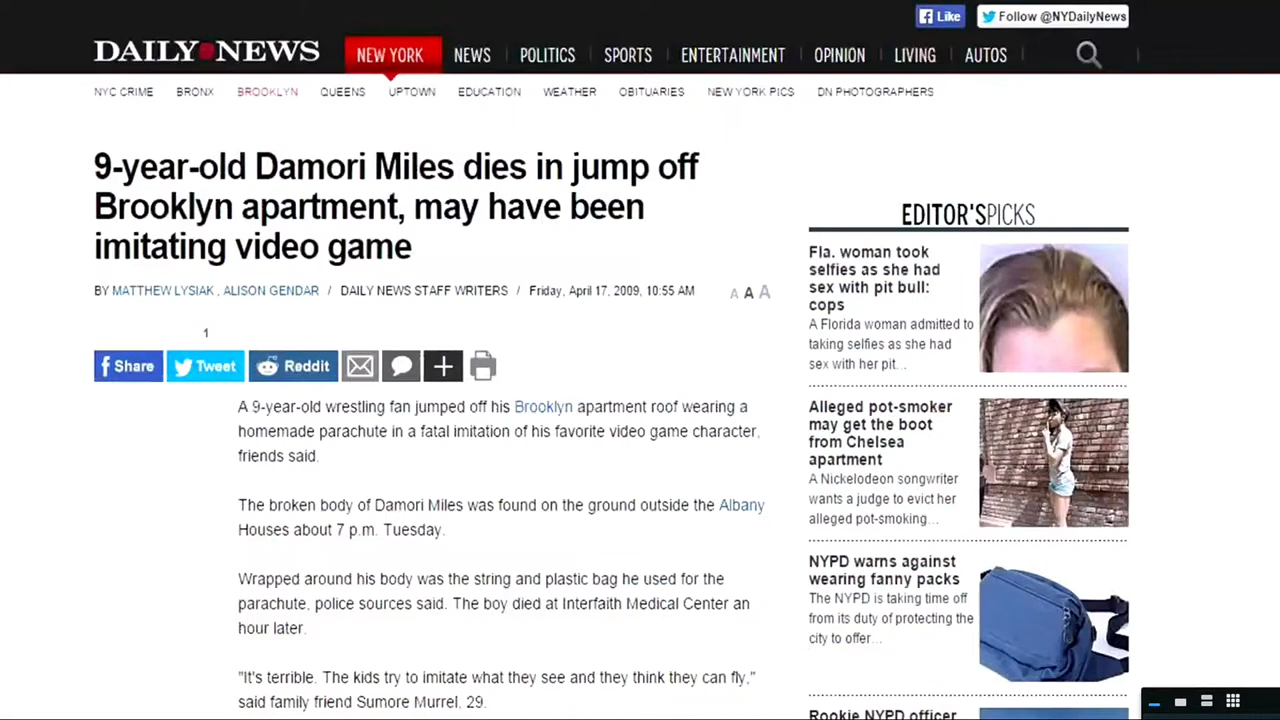 Like
Follow @NYDailyNews
DAILY NEWS
NEW YORK NEWS POLITICS SPORTS ENTERTAINMENT OPINION LIVING AUTOS
NYC CRIME BRONX BROOKLYN QUEENS UPTOWN EDUCATION WEATHER OBITUARIES NEW YORK PICS DN PHOTOGRAPHERS
9-year-old Damori Miles dies in jump off
Brooklyn apartment, may have been
imitating video game
BY MATTHEW LYSIAK, ALISON GENDAR / DAILY NEWS STAFF WRITERS / Friday, April 17, 2009, 10:55 AM A A A
1
Share Tweet Reddit
A 9-year-old wrestling fan jumped off his Brooklyn apartment roof wearing a
homemade parachute in a fatal imitation of his favorite video game character,
friends said.
The broken body of Damori Miles was found on the ground outside the Albany
Houses about 7 p.m. Tuesday.
Wrapped around his body was the string and plastic bag he used for the
parachute, police sources said. The boy died at Interfaith Medical Center an
hour later.
"It's terrible. The kids try to imitate what they see and they think they can fly,"
said family friend Sumore Murrel, 29.
EDITOR'S PICKS
Fla. woman took
selfies as she had
sex with pit bull:
cops
A Florida woman admitted to
taking selfies as she had
sex with her pit...
Alleged pot-smoker
may get the boot
from Chelsea
apartment
A Nickelodeon songwriter
wants a judge to evict her
alleged pot-smoking...
NYPD warns against
wearing fanny packs
The NYPD is taking time off
from its duty of protecting the
city to offer...
Rookie NYPD officer